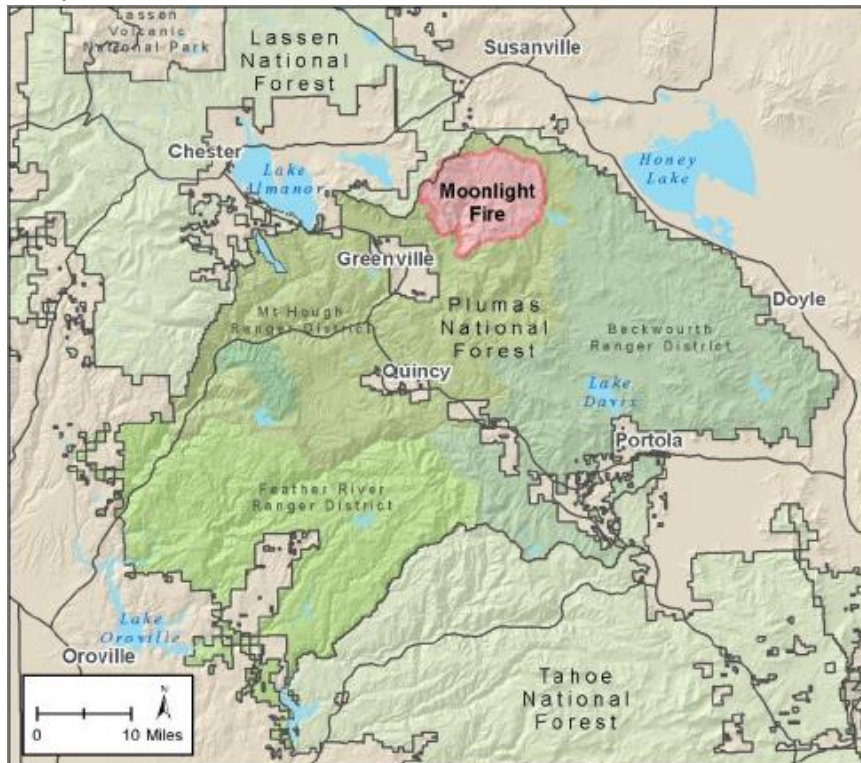 Lassen
Volcanic
National Park
Lassen
National
Forest
Susanville
Chester
Lake
Almanor
Moonlight
Fire
Honey
Lake
Greenville
Mt Hough
Ranger District
Plumas
National
Forest
Doyle
Beckwourth
Ranger District
Quincy
Lake
Davis
Portola
Feather River
Ranger District
Lake
Oroville
Oroville
Tahoe
National
Forest
N
0 10 Miles